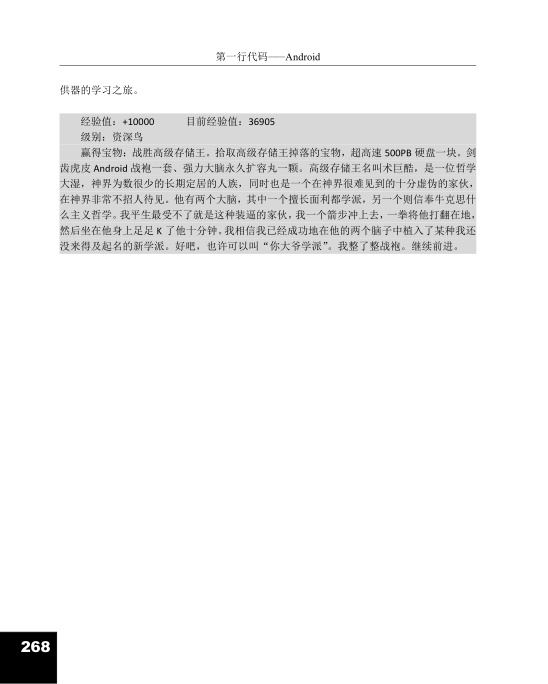 第一行代码——Android
供器的学习之旅。
经验值：+10000 目前经验值：36905
级别：资深鸟
赢得宝物：战胜高级存储王。拾取高级存储王掉落的宝物，超高速 500PB 硬盘一块。剑
齿虎皮 Android 战袍一套、强力大脑永久扩容丸一颗。高级存储王名叫术巨酷，是一位哲学
大湿，神界为数很少的长期定居的人族，同时也是一个在神界很难见到的十分虚伪的家伙，
在神界非常不招人待见。他有两个大脑，其中一个擅长面利都学派，另一个则信奉牛克思什
么主义哲学。我平生最受不了就是这种装逼的家伙，我一个箭步冲上去，一拳将他打翻在地，
然后坐在他身上足足 K 了他十分钟。我相信我已经成功地在他的两个脑子中植入了某种我还
没来得及起名的新学派。好吧，也许可以叫“你大爷学派”。我整了整战袍。继续前进。
268